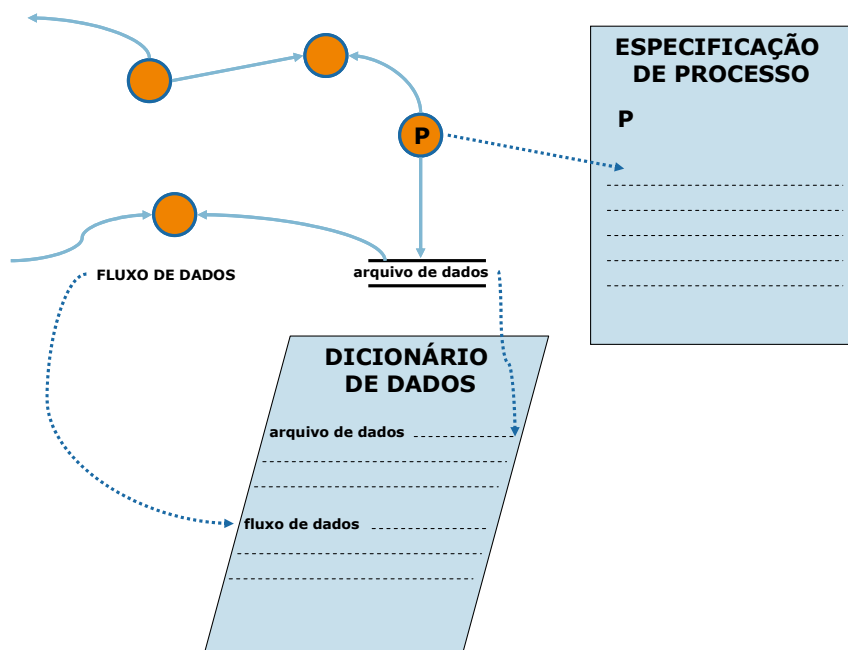 ESPECIFICAÇÃO
DE PROCESSO
P
P
FLUXO DE DADOS
arquivo de dados
DICIONÁRIO
DE DADOS
arquivo de dados
fluxo de dados